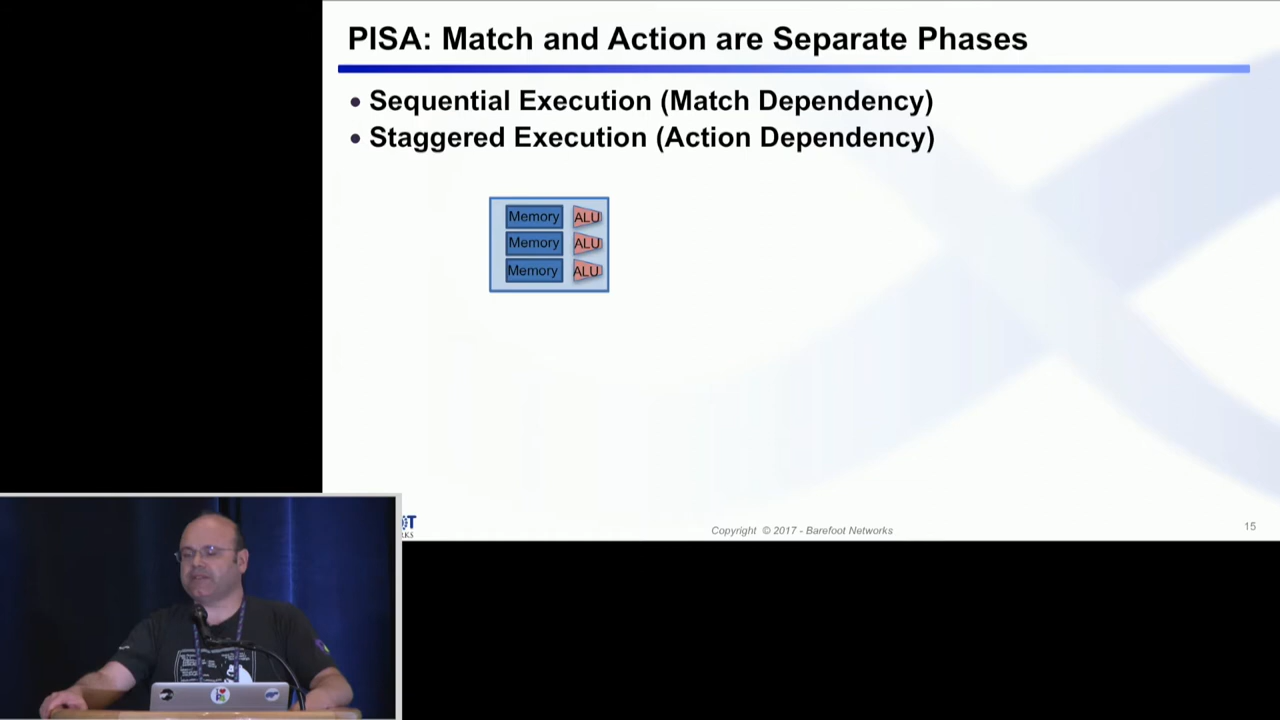 PISA: Match and Action are Separate Phases
• Sequential Execution (Match Dependency)
• Staggered Execution (Action Dependency)
Memory ALU
Memory ALU
Memory ALU
Copyright © 2017 - Barefoot Networks
15